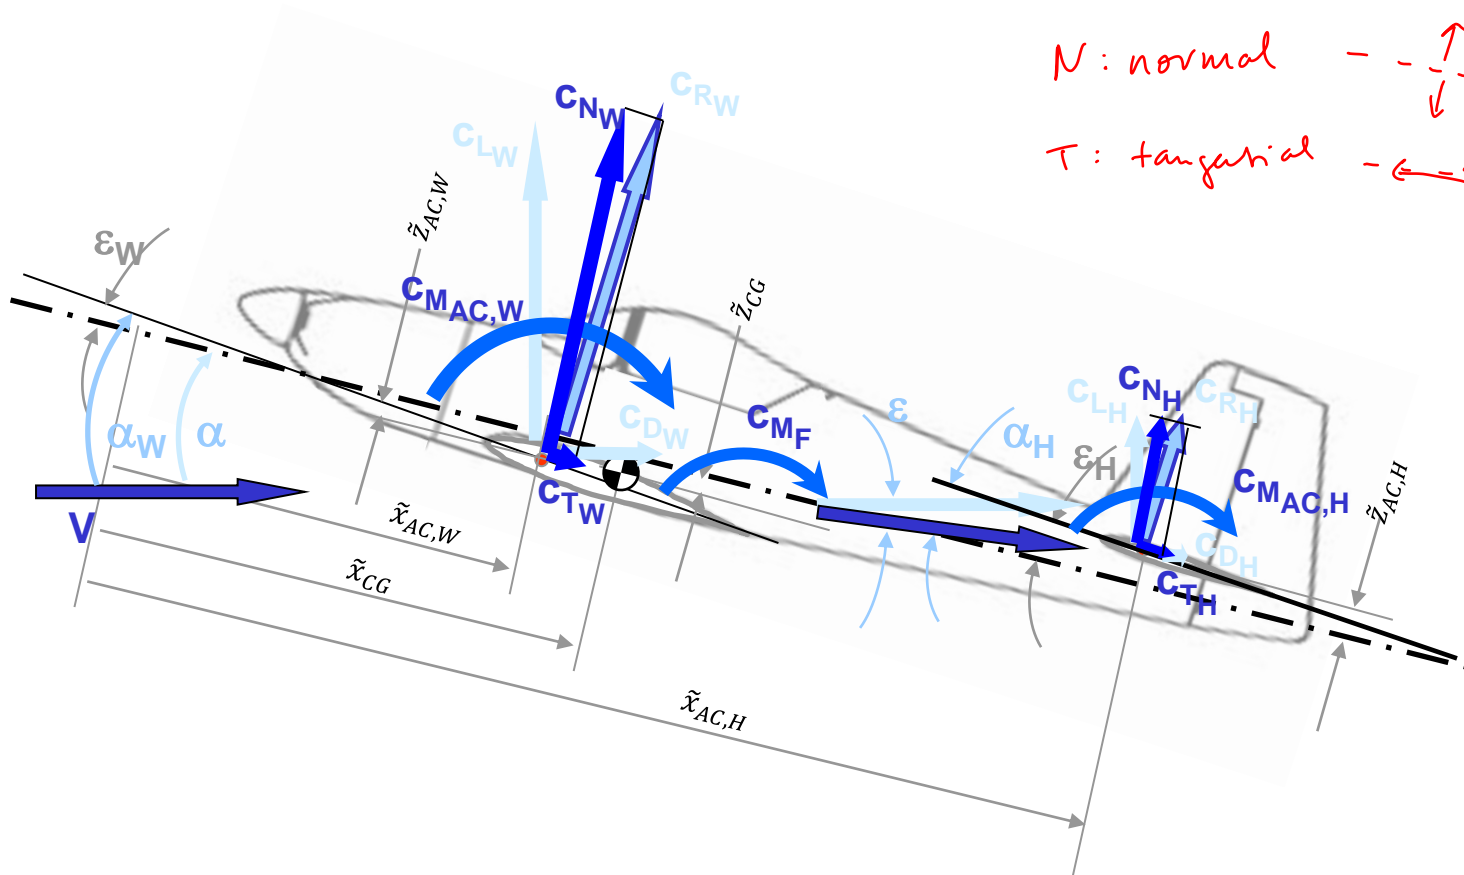 N : normal
T : tangatial
c_{N_W}
c_{R_W}
c_{L_W}
z̃_{AC,W}
ε_W
c_{M_{AC,W}}
z̃_{CG}
c_{N_H}
c_{L_H}
c_{R_H}
c_{D_W}
c_{M_F}
ε
α_H
ε_H
α_W
α
c_{M_{AC,H}}
z̃_{AC,H}
c_{T_W}
V
x̃_{AC,W}
c_{D_H}
c_{T_H}
x̃_{CG}
x̃_{AC,H}